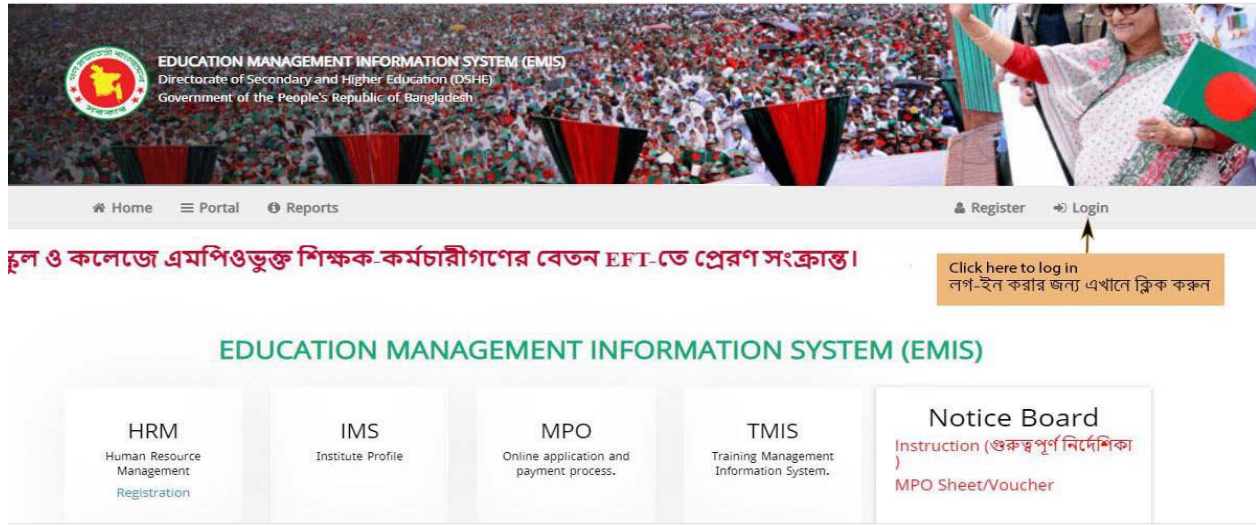 EDUCATION MANAGEMENT INFORMATION SYSTEM (EMIS)
Directorate of Secondary and Higher Education (DSHE)
Government of the People's Republic of Bangladesh
Home Portal Reports Register Login
স্কুল ও কলেজে এমপিওভুক্ত শিক্ষক-কর্মচারীগণের বেতন EFT-তে প্রেরণ সংক্রান্ত।
Click here to log in
লগ-ইন করার জন্য এখানে ক্লিক করুন
EDUCATION MANAGEMENT INFORMATION SYSTEM (EMIS)
HRM
Human Resource
Management
Registration
IMS
Institute Profile
MPO
Online application and
payment process.
TMIS
Training Management
Information System.
Notice Board
Instruction (গুরুত্বপূর্ণ নির্দেশিকা
)
MPO Sheet/Voucher